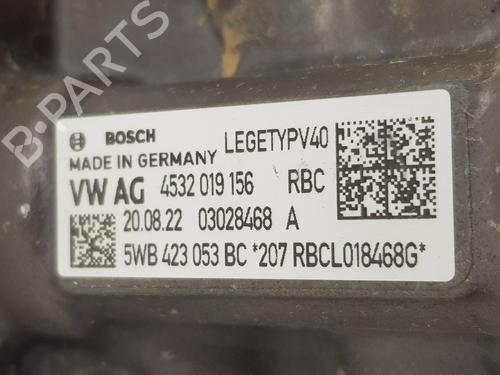 B-PARTS
BOSCH LEGETYPV40
MADE IN GERMANY
VW AG 4532 019 156 RBC
20.08.22 03028468 A
5WB 423 053 BC *207 RBCL018468G*